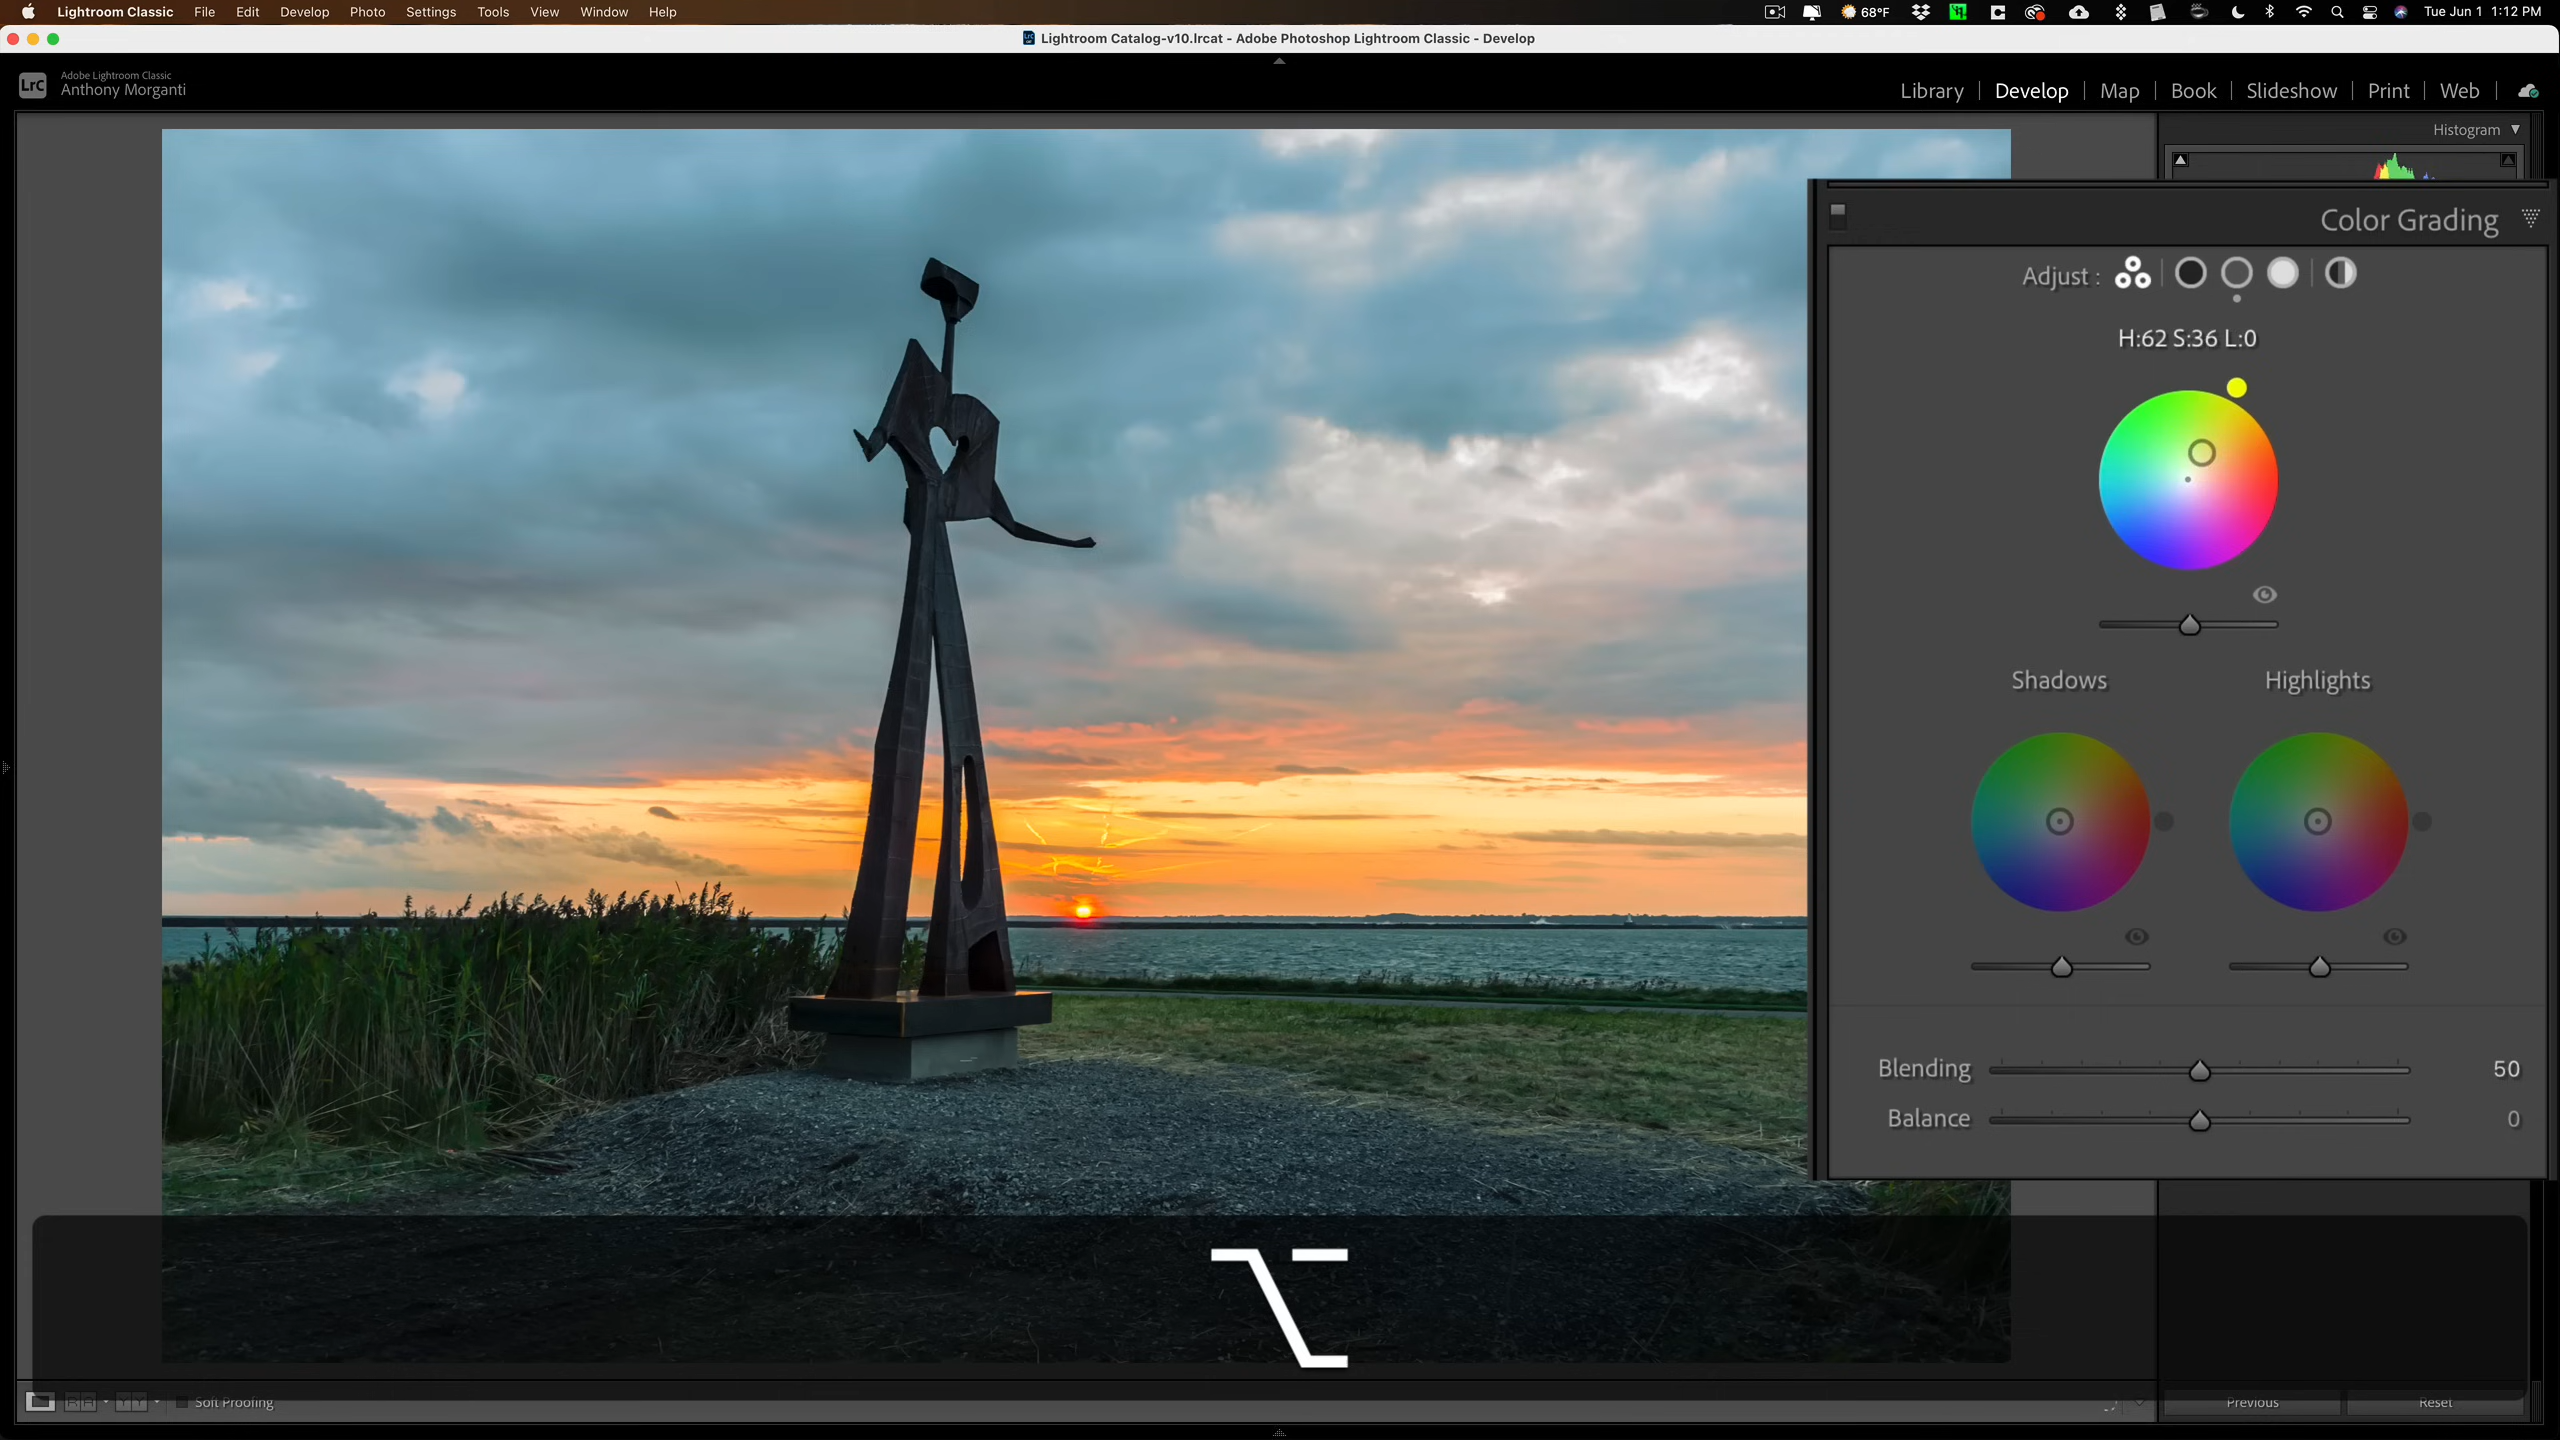 Lightroom Classic File Edit Develop Photo Settings Tools View Window Help 68°F Tue Jun 1 1:12 PM
Lightroom Catalog-v10.lrcat - Adobe Photoshop Lightroom Classic - Develop
LrC Adobe Lightroom Classic
Anthony Morganti
Library | Develop | Map | Book | Slideshow | Print | Web
Histogram
Color Grading
Adjust :
H:62 S:36 L:0
Shadows Highlights
Blending 50
Balance 0
Soft Proofing
Previous Reset